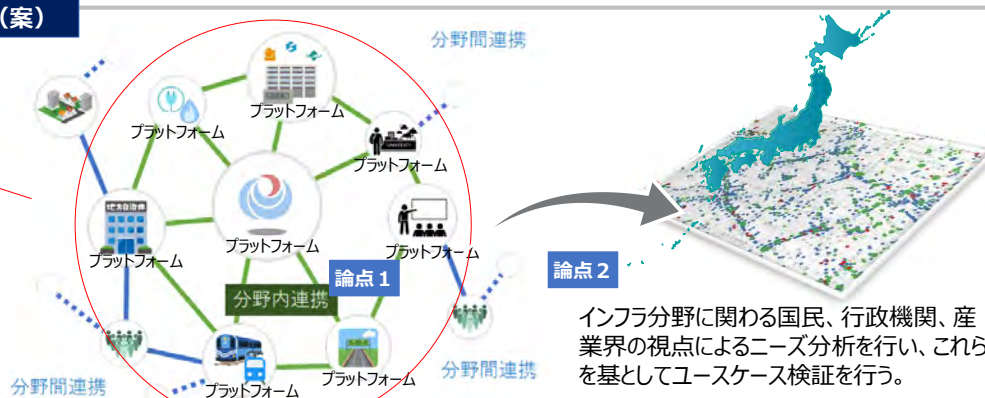 （案）
分野間連携
プラットフォーム
プラットフォーム
プラットフォーム
地方自治体
プラットフォーム
プラットフォーム
プラットフォーム
論点１
分野内連携
プラットフォーム
プラットフォーム
分野間連携
分野間連携
論点２
インフラ分野に関わる国民、行政機関、産
業界の視点によるニーズ分析を行い、これら
を基としてユースケース検証を行う。